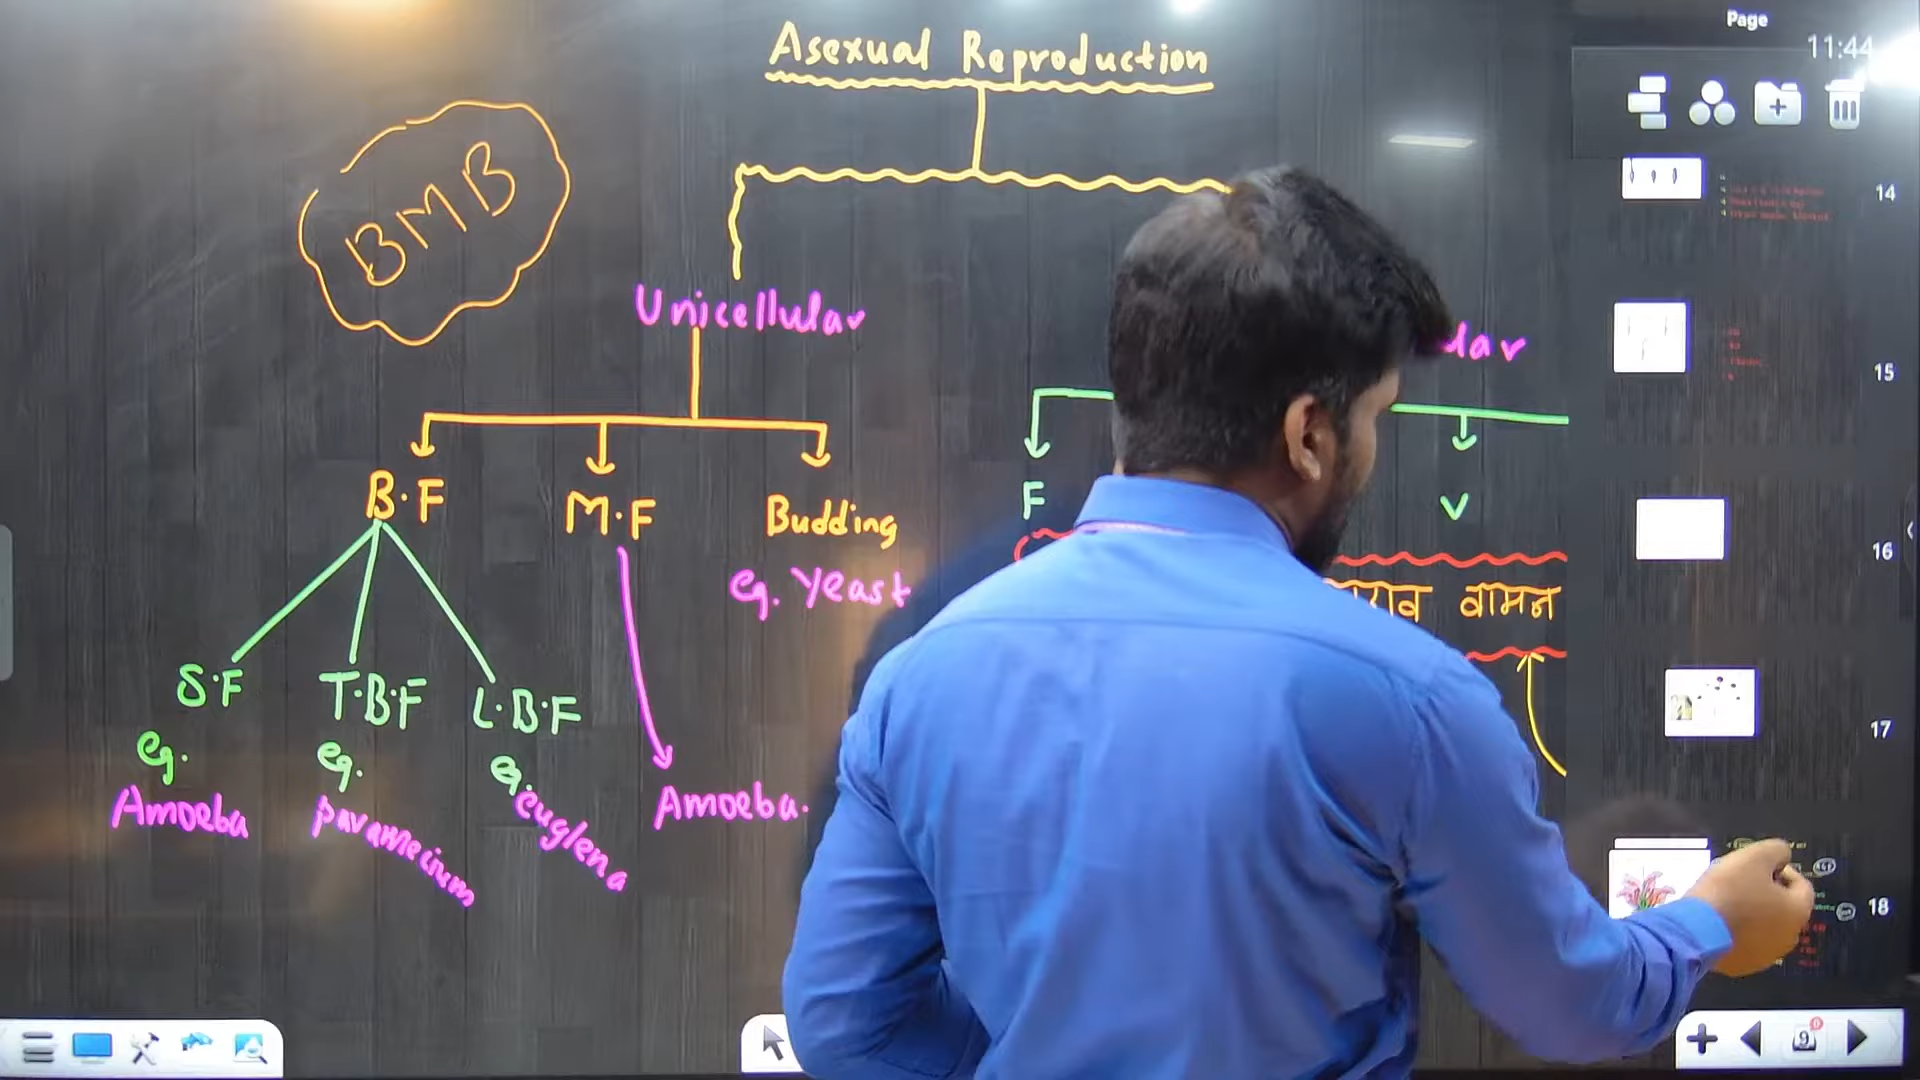 Page
11:44
Asexual Reproduction
BMB
Unicellular
14
15
B.F
M.F
Budding
F
V
eg. Yeast
वामन
16
S.F
T.B.F
L.B.F
17
eg.
eg.
eg.
Amoeba
paramecium
euglena
Amoeba.
18
9